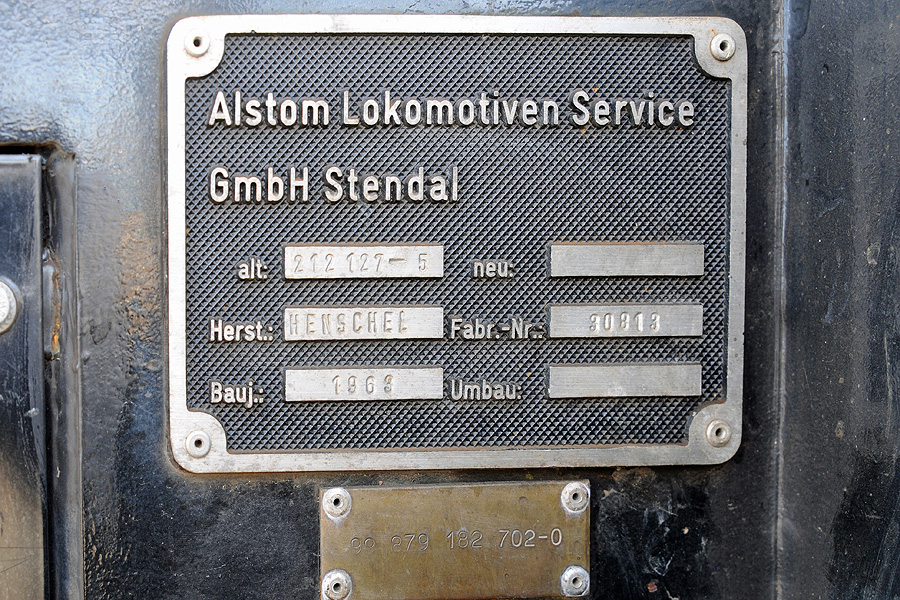 Alstom Lokomotiven Service
GmbH Stendal
alt: 212 127-5 neu:
Herst.: HENSCHEL Fabr.-Nr.: 30813
Bauj.: 1963 Umbau:
99 879 182 702-0